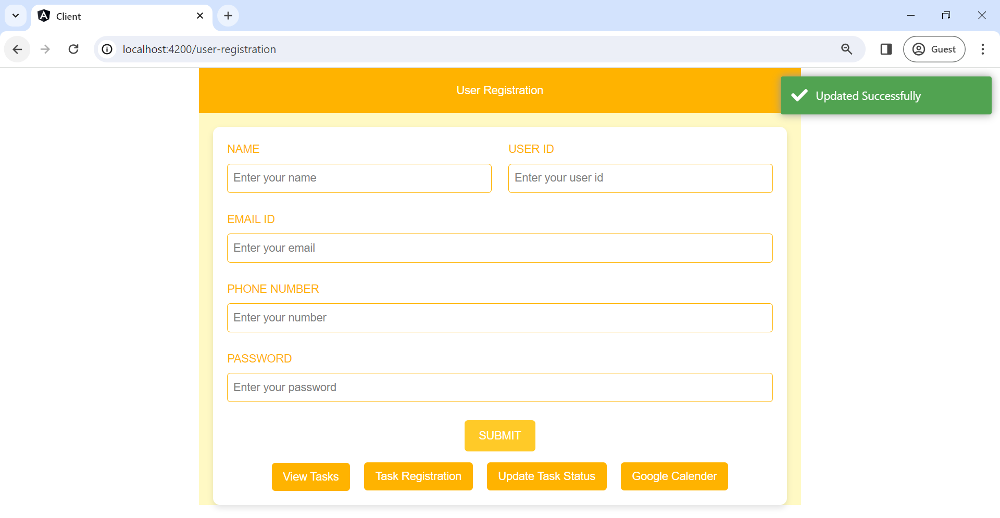 Client
localhost:4200/user-registration
Guest
User Registration
Updated Successfully
NAME
USER ID
Enter your name
Enter your user id
EMAIL ID
Enter your email
PHONE NUMBER
Enter your number
PASSWORD
Enter your password
SUBMIT
View Tasks
Task Registration
Update Task Status
Google Calender